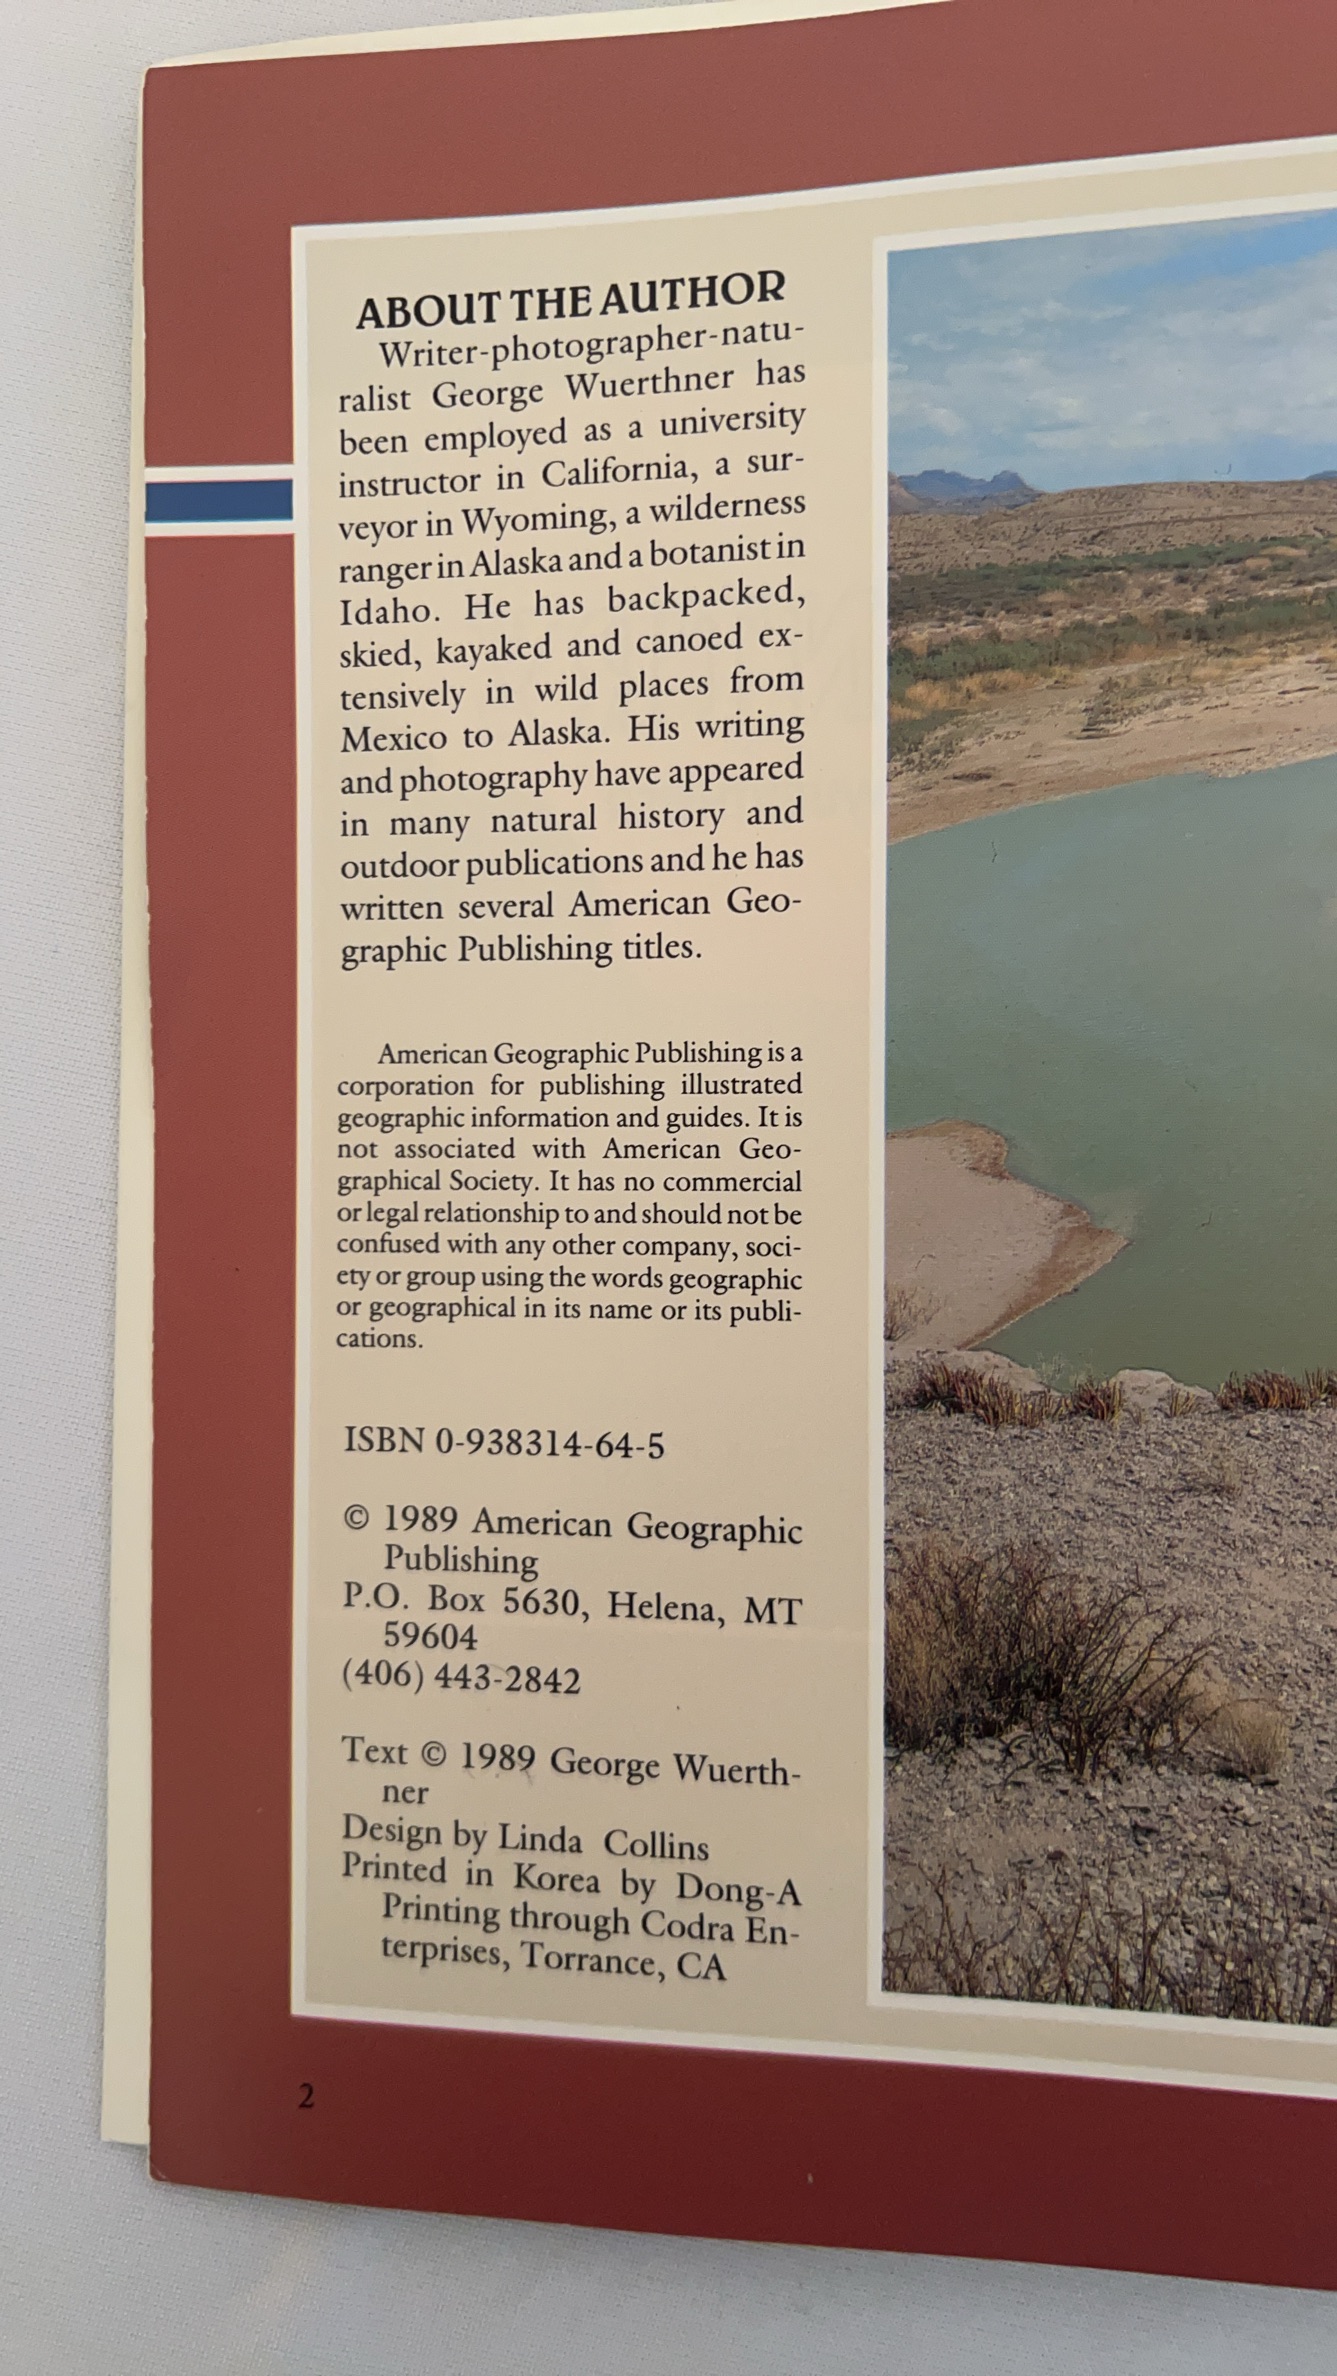 ABOUT THE AUTHOR
Writer-photographer-natu-
ralist George Wuerthner has
been employed as a university
instructor in California, a sur-
veyor in Wyoming, a wilderness
ranger in Alaska and a botanist in
Idaho. He has backpacked,
skied, kayaked and canoed ex-
tensively in wild places from
Mexico to Alaska. His writing
and photography have appeared
in many natural history and
outdoor publications and he has
written several American Geo-
graphic Publishing titles.
American Geographic Publishing is a
corporation for publishing illustrated
geographic information and guides. It is
not associated with American Geo-
graphical Society. It has no commercial
or legal relationship to and should not be
confused with any other company, soci-
ety or group using the words geographic
or geographical in its name or its publi-
cations.
ISBN 0-938314-64-5
© 1989 American Geographic
Publishing
P.O. Box 5630, Helena, MT
59604
(406) 443-2842
Text © 1989 George Wuerth-
ner
Design by Linda Collins
Printed in Korea by Dong-A
Printing through Codra En-
terprises, Torrance, CA
2